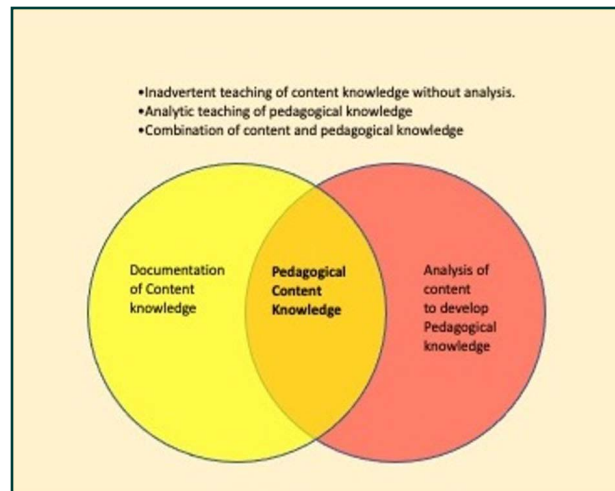 •Inadvertent teaching of content knowledge without analysis.
•Analytic teaching of pedagogical knowledge
•Combination of content and pedagogical knowledge
Documentation
of Content
knowledge
Pedagogical
Content
Knowledge
Analysis of
content
to develop
Pedagogical
knowledge